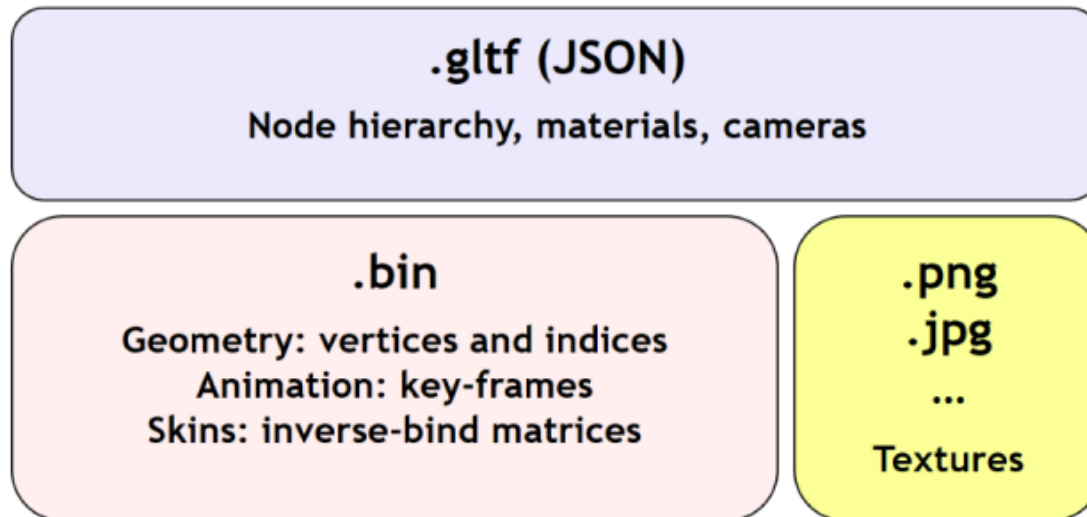 .gltf (JSON)
Node hierarchy, materials, cameras
.bin
Geometry: vertices and indices
Animation: key-frames
Skins: inverse-bind matrices
.png
.jpg
...
Textures